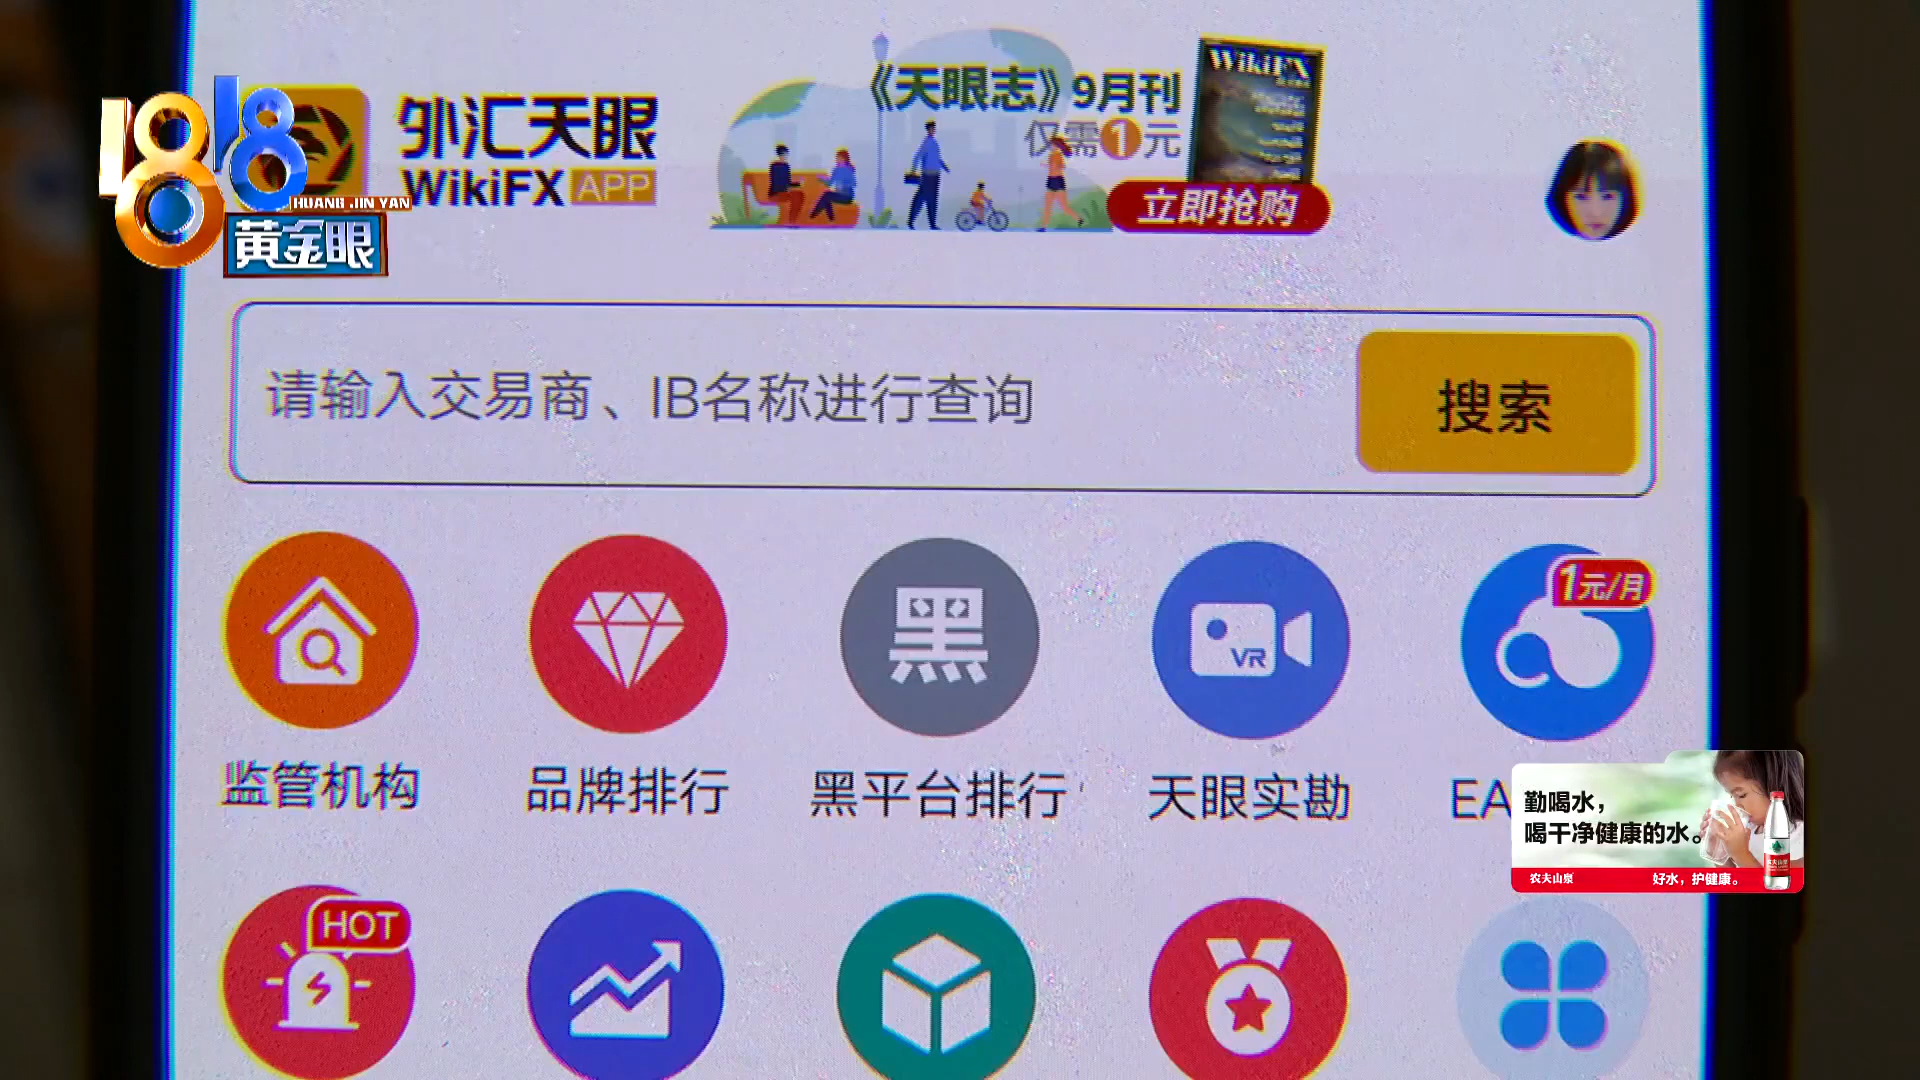 1818
HUANG JIN YAN
黄金眼
外汇天眼
WikiFX APP
《天眼志》9月刊
仅需1元
立即抢购
WikiFX
请输入交易商、IB名称进行查询
搜索
黑
VR
1元/月
监管机构
品牌排行
黑平台排行
天眼实勘
EA
勤喝水，
喝干净健康的水。
农夫山泉
好水，护健康。
HOT